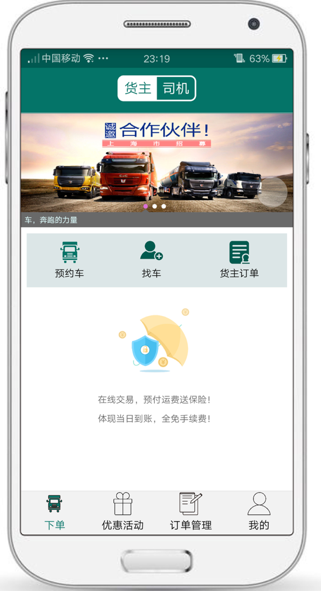 中国移动 23:19 63%
货主 司机
诚邀 合作伙伴!
上海市招募
车，奔跑的力量
预约车 找车 货主订单
在线交易，预付运费送保险!
体现当日到账，全免手续费!
下单 优惠活动 订单管理 我的